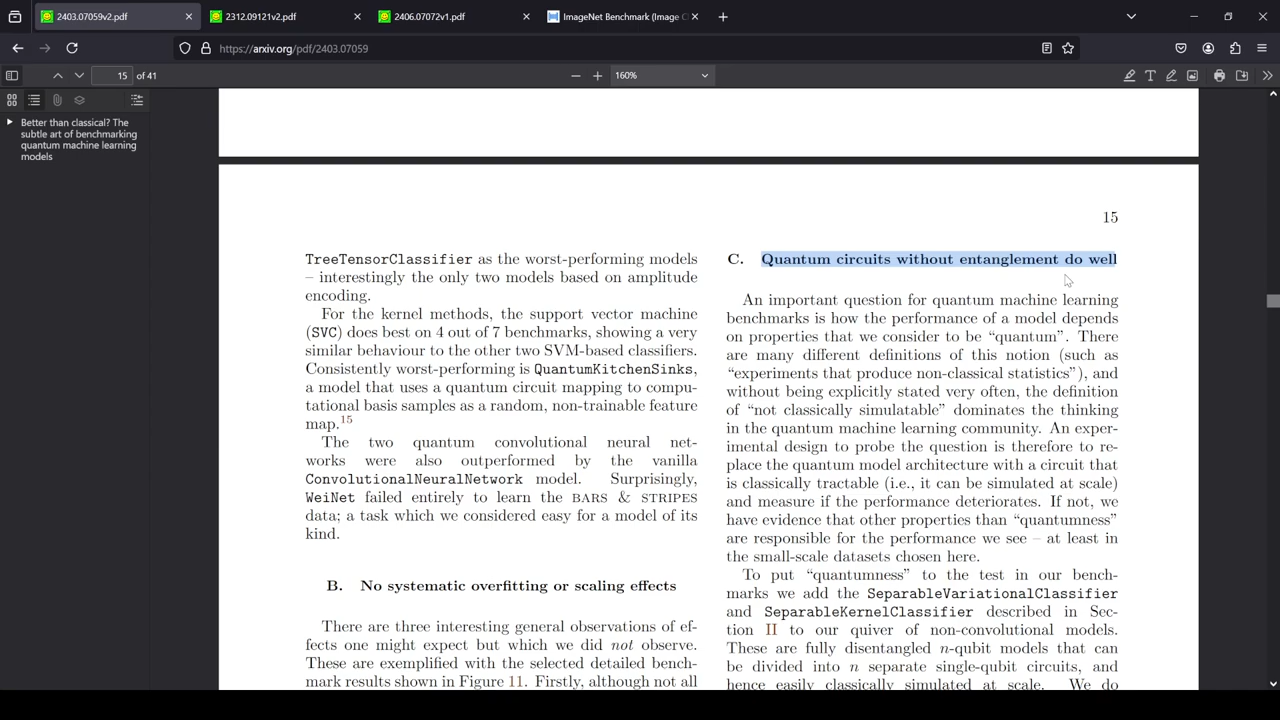 2403.07059v2.pdf
2312.09121v2.pdf
2406.07072v1.pdf
ImageNet Benchmark (Image C
https://arxiv.org/pdf/2403.07059
15 of 41
160%
Better than classical? The
subtle art of benchmarking
quantum machine learning
models
15
TreeTensorClassifier as the worst-performing models
– interestingly the only two models based on amplitude
encoding.
For the kernel methods, the support vector machine
(SVC) does best on 4 out of 7 benchmarks, showing a very
similar behaviour to the other two SVM-based classifiers.
Consistently worst-performing is QuantumKitchenSinks,
a model that uses a quantum circuit mapping to compu-
tational basis samples as a random, non-trainable feature
map.15
The two quantum convolutional neural net-
works were also outperformed by the vanilla
ConvolutionalNeuralNetwork model. Surprisingly,
WeiNet failed entirely to learn the BARS & STRIPES
data; a task which we considered easy for a model of its
kind.
B. No systematic overfitting or scaling effects
There are three interesting general observations of ef-
fects one might expect but which we did not observe.
These are exemplified with the selected detailed bench-
mark results shown in Figure 11. Firstly, although not all
C. Quantum circuits without entanglement do well
An important question for quantum machine learning
benchmarks is how the performance of a model depends
on properties that we consider to be “quantum”. There
are many different definitions of this notion (such as
“experiments that produce non-classical statistics”), and
without being explicitly stated very often, the definition
of “not classically simulatable” dominates the thinking
in the quantum machine learning community. An exper-
imental design to probe the question is therefore to re-
place the quantum model architecture with a circuit that
is classically tractable (i.e., it can be simulated at scale)
and measure if the performance deteriorates. If not, we
have evidence that other properties than “quantumness”
are responsible for the performance we see – at least in
the small-scale datasets chosen here.
To put “quantumness” to the test in our bench-
marks we add the SeparableVariationalClassifier
and SeparableKernelClassifier described in Sec-
tion II to our quiver of non-convolutional models.
These are fully disentangled n-qubit models that can
be divided into n separate single-qubit circuits, and
hence easily classically simulated at scale. We do